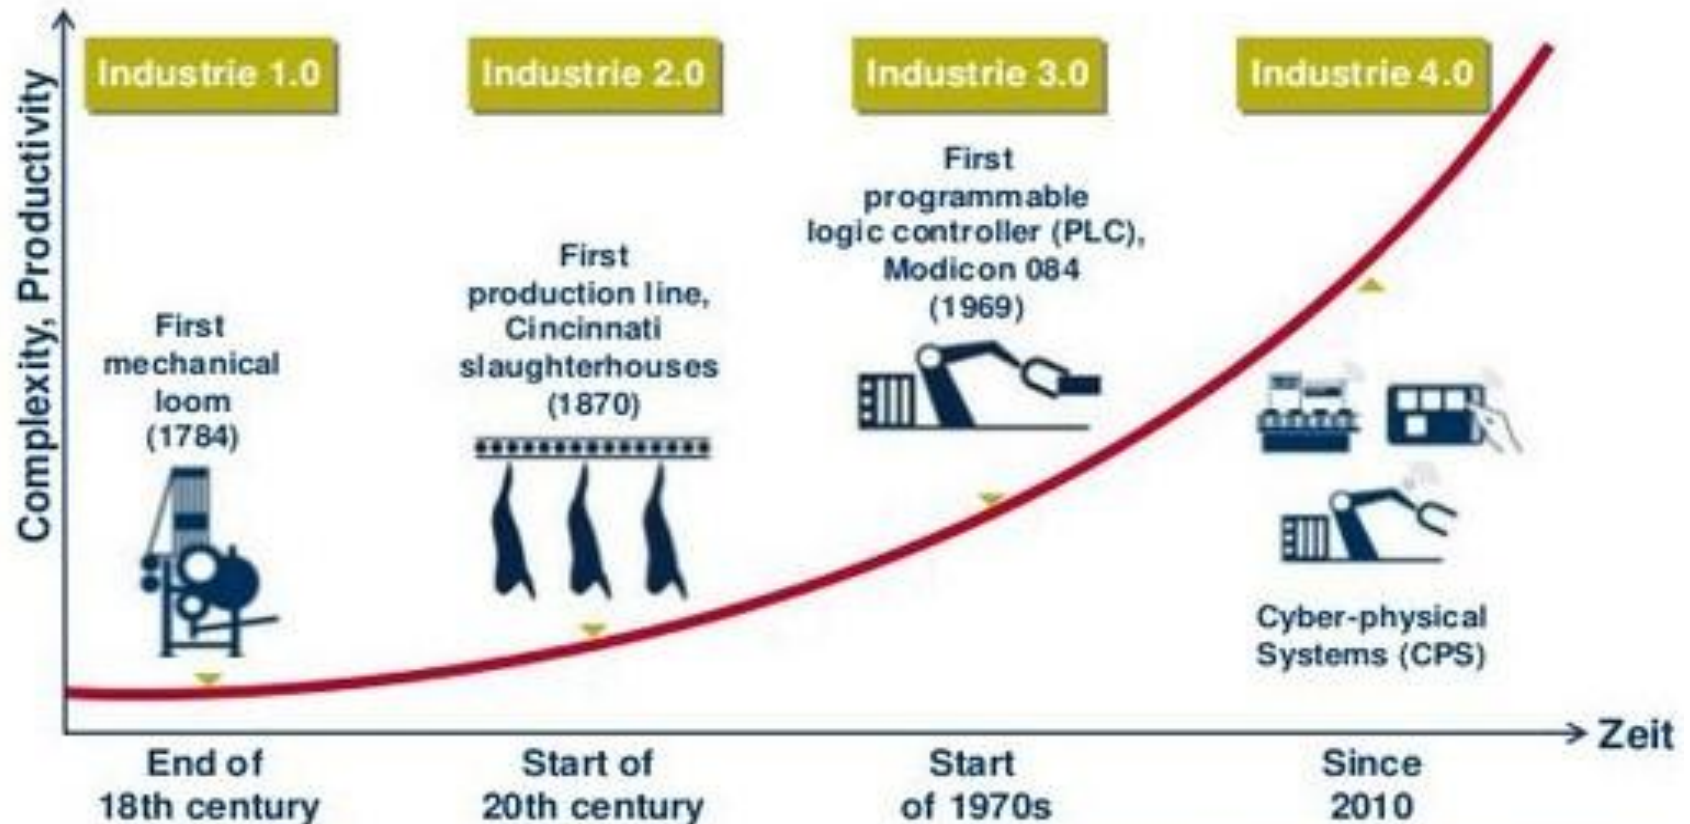 Complexity, Productivity
Industrie 1.0
First
mechanical
loom
(1784)
Industrie 2.0
First
production line,
Cincinnati
slaughterhouses
(1870)
Industrie 3.0
First
programmable
logic controller (PLC),
Modicon 084
(1969)
Industrie 4.0
Cyber-physical
Systems (CPS)
Zeit
End of
18th century
Start of
20th century
Start
of 1970s
Since
2010